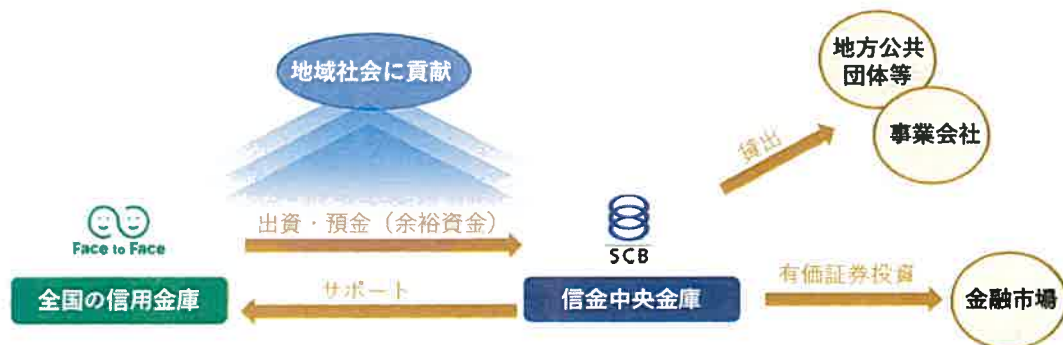 地方公共
団体等
地域社会に貢献
事業会社
貸出
出資・預金（余裕資金）
Face to Face
SCB
有価証券投資
全国の信用金庫
サポート
信金中央金庫
金融市場